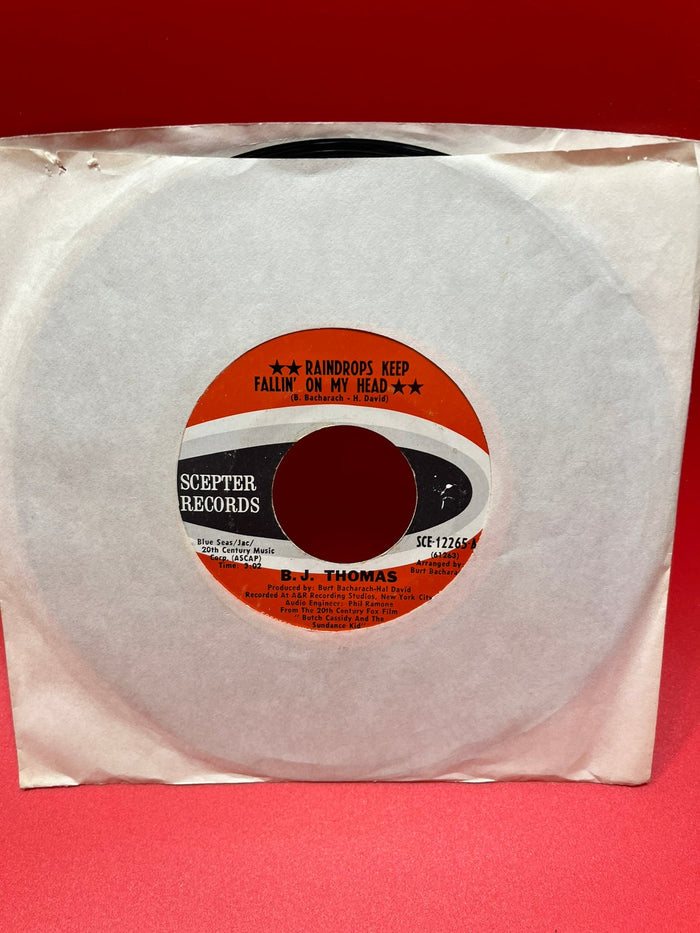 ★★ RAINDROPS KEEP
FALLIN' ON MY HEAD ★★
(B. Bacharach - H. David)
SCEPTER
RECORDS
Blue Seas/Jac/
20th Century Music
Corp. (ASCAP)
Time: 3:02
SCE-12265
(61263)
Arranged by
Burt Bachara
B. J. THOMAS
Produced by: Burt Bacharach-Hal David
Recorded At A&R Recording Studios, New York City
Audio Engineer: Phil Ramone
From The 20th Century Fox Film
"Butch Cassidy And The
Sundance Kid"